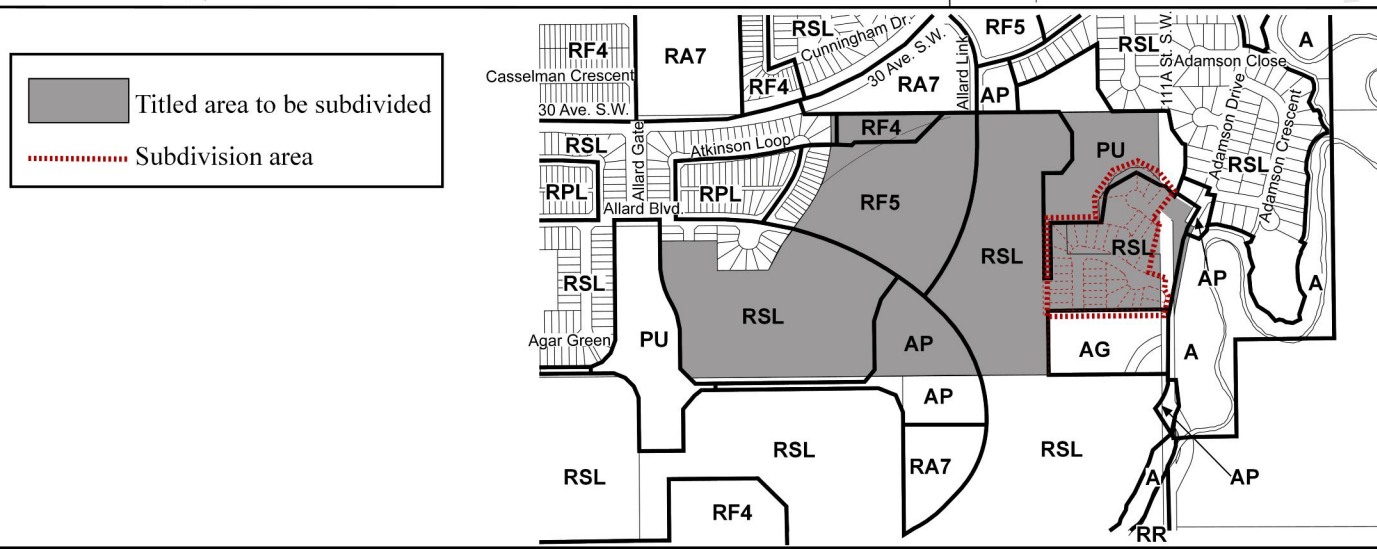 Titled area to be subdivided
Subdivision area
RF4
RA7
RSL
Cunningham Dr.
RF5
RSL
A
Casselman Crescent
RF4
30 Ave. S.W.
RA7
Allard Link
AP
111A St. S.W.
Adamson Close
30 Ave. S.W.
RF4
PU
Adamson Drive
RSL
Adamson Crescent
RSL
Allard Gate
Atkinson Loop
RPL
RPL
Allard Blvd.
RF5
RSL
RSL
AP
A
RSL
RSL
Agar Green
PU
AP
AG
A
AP
RSL
RSL
RSL
RA7
A
AP
RF4
RR